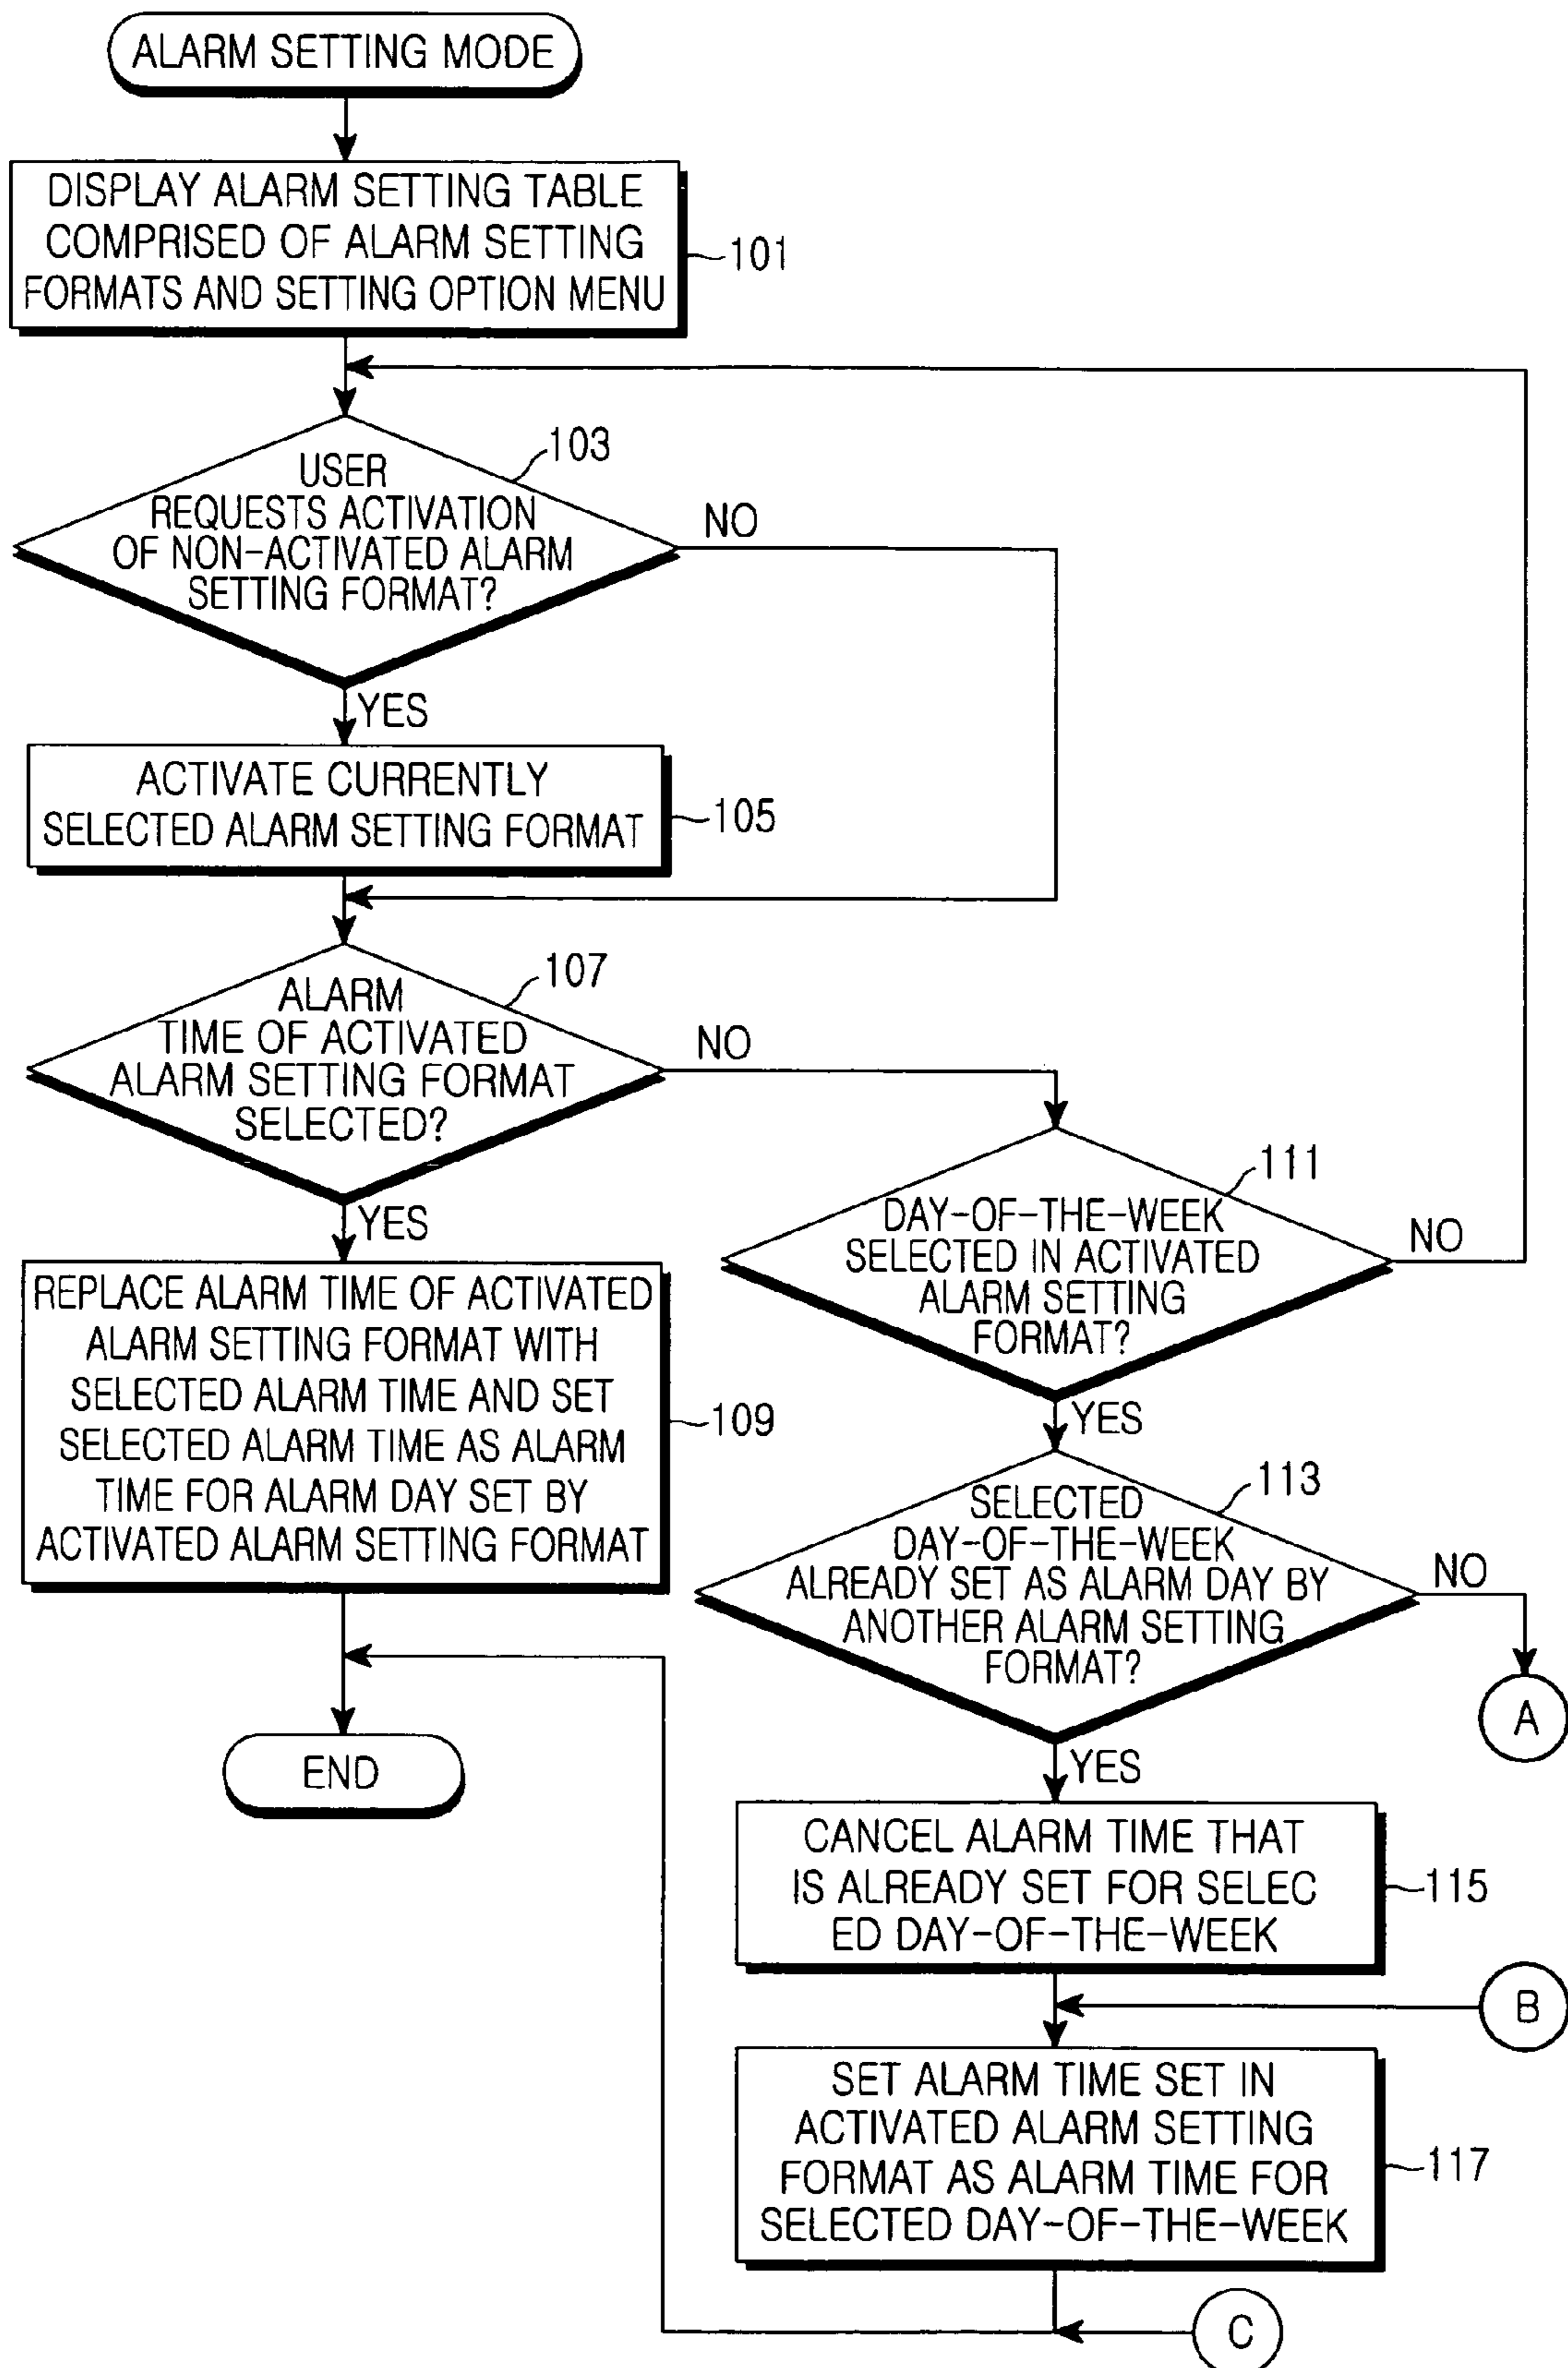 ALARM SETTING MODE
DISPLAY ALARM SETTING TABLE
COMPRISED OF ALARM SETTING
FORMATS AND SETTING OPTION MENU
101
USER
REQUESTS ACTIVATION
OF NON-ACTIVATED ALARM
SETTING FORMAT?
103
NO
YES
ACTIVATE CURRENTLY
SELECTED ALARM SETTING FORMAT
105
ALARM
TIME OF ACTIVATED
ALARM SETTING FORMAT
SELECTED?
107
NO
YES
REPLACE ALARM TIME OF ACTIVATED
ALARM SETTING FORMAT WITH
SELECTED ALARM TIME AND SET
SELECTED ALARM TIME AS ALARM
TIME FOR ALARM DAY SET BY
ACTIVATED ALARM SETTING FORMAT
109
END
DAY-OF-THE-WEEK
SELECTED IN ACTIVATED
ALARM SETTING
FORMAT?
111
NO
YES
SELECTED
DAY-OF-THE-WEEK
ALREADY SET AS ALARM DAY BY
ANOTHER ALARM SETTING
FORMAT?
113
NO
A
YES
CANCEL ALARM TIME THAT
IS ALREADY SET FOR SELEC
ED DAY-OF-THE-WEEK
115
B
SET ALARM TIME SET IN
ACTIVATED ALARM SETTING
FORMAT AS ALARM TIME FOR
SELECTED DAY-OF-THE-WEEK
117
C